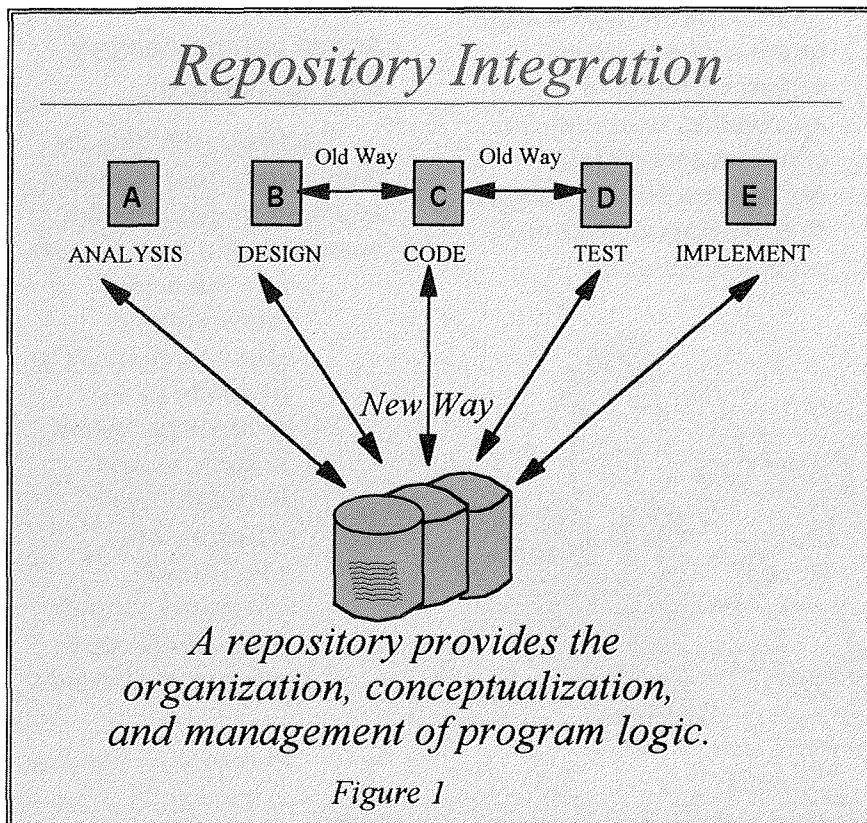 Repository Integration
Old Way Old Way
A B C D E
ANALYSIS DESIGN CODE TEST IMPLEMENT
New Way
A repository provides the
organization, conceptualization,
and management of program logic.
Figure 1